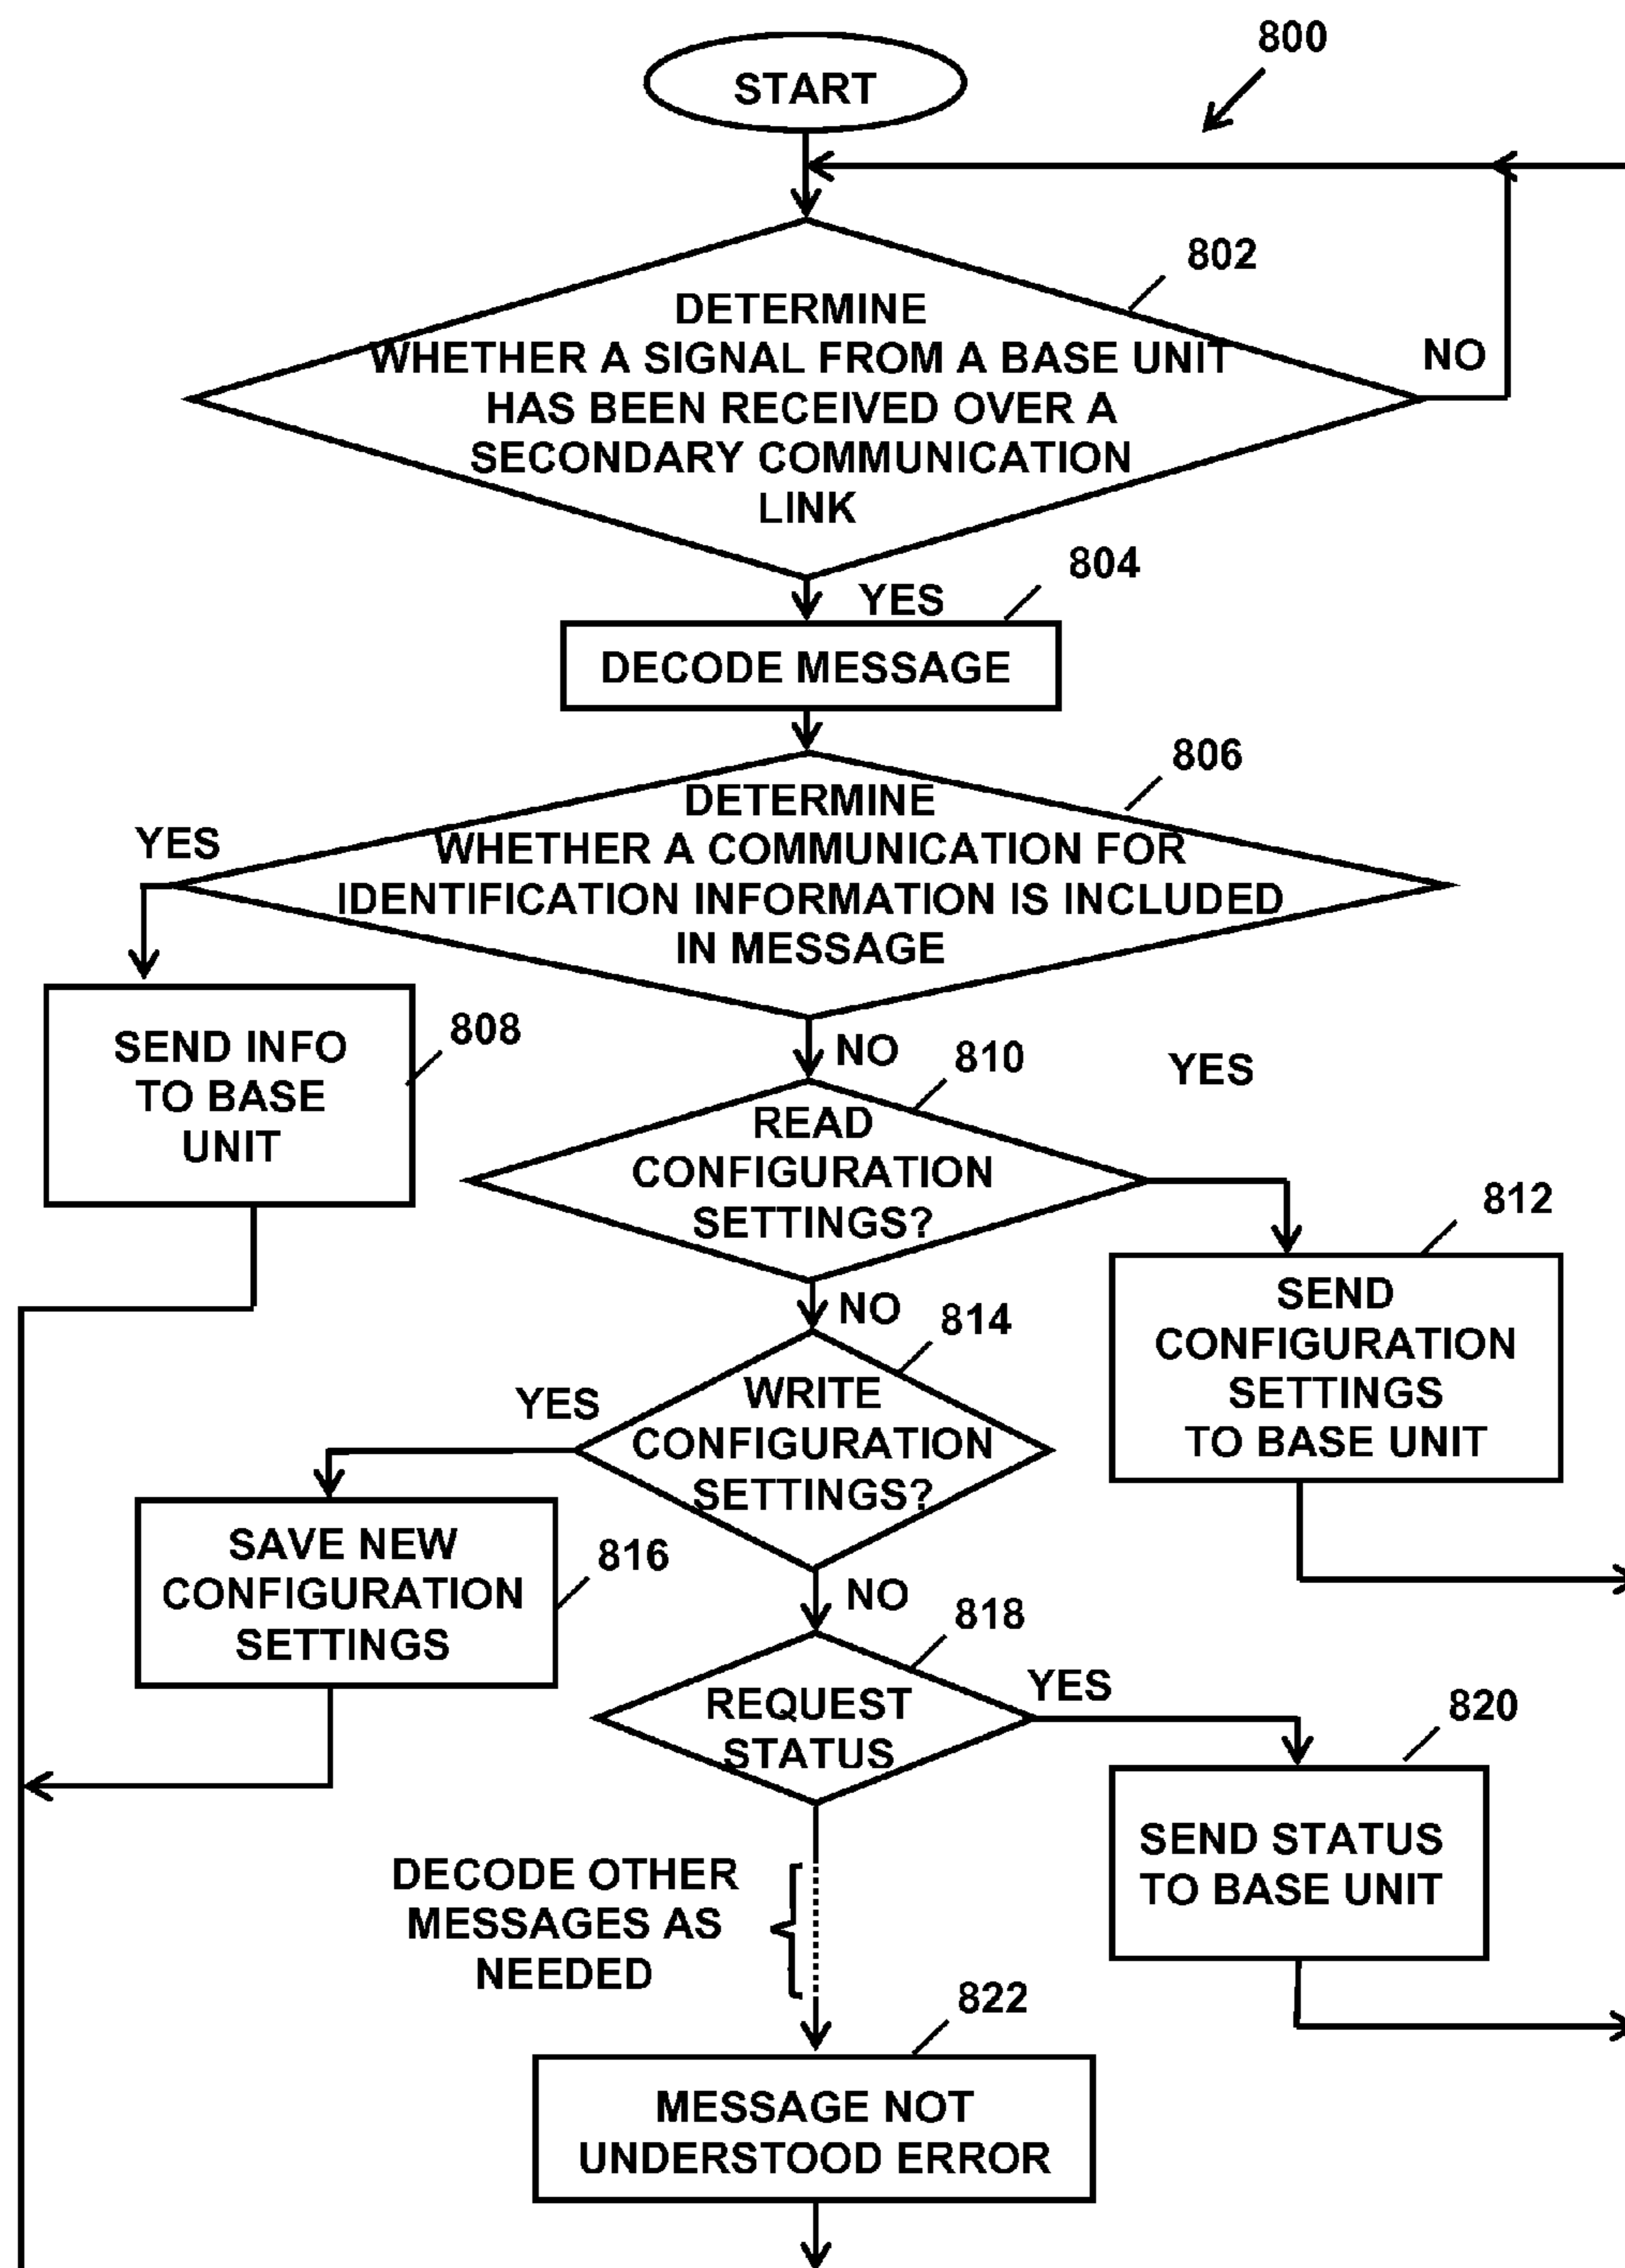 800
START
802
DETERMINE
WHETHER A SIGNAL FROM A BASE UNIT
HAS BEEN RECEIVED OVER A
SECONDARY COMMUNICATION
LINK
NO
804
YES
DECODE MESSAGE
806
DETERMINE
WHETHER A COMMUNICATION FOR
IDENTIFICATION INFORMATION IS INCLUDED
IN MESSAGE
YES
808
SEND INFO
TO BASE
UNIT
NO
810
YES
READ
CONFIGURATION
SETTINGS?
812
SEND
CONFIGURATION
SETTINGS
TO BASE UNIT
NO
814
YES
WRITE
CONFIGURATION
SETTINGS?
SAVE NEW
CONFIGURATION
SETTINGS
816
NO
818
YES
REQUEST
STATUS
820
SEND STATUS
TO BASE UNIT
DECODE OTHER
MESSAGES AS
NEEDED
822
MESSAGE NOT
UNDERSTOOD ERROR